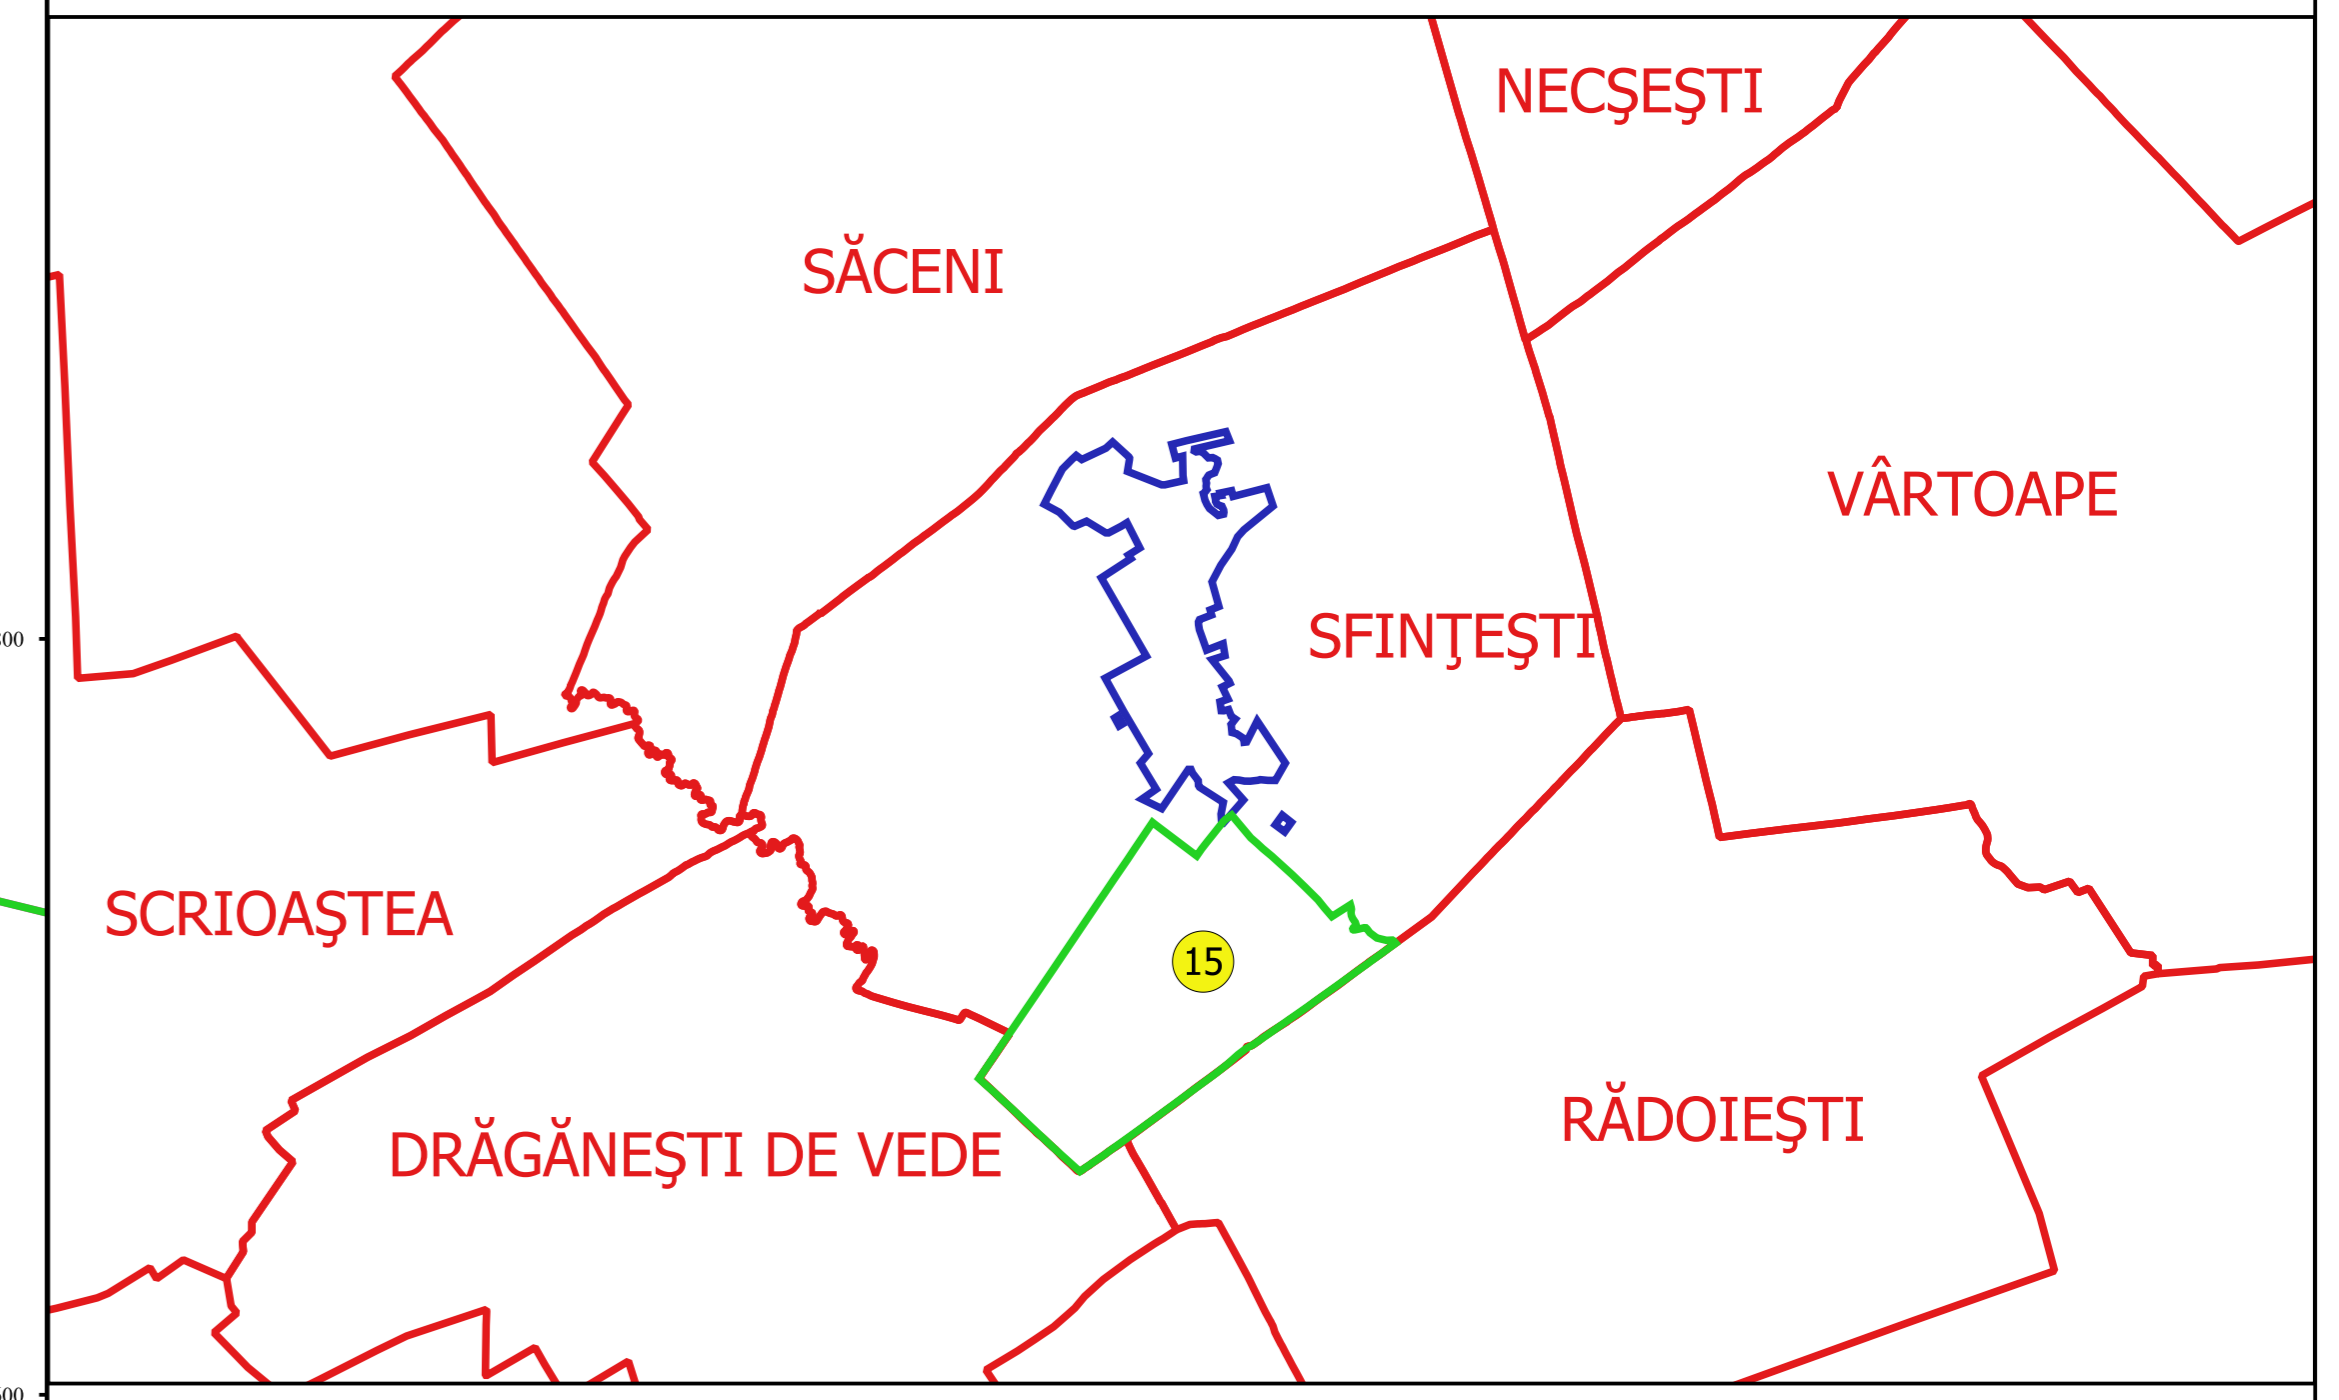 NECŞEŞTI
SĂCENI
VÂRTOAPE
SFINŢEŞTI
SCRIOAŞTEA
15
RĂDOIEŞTI
DRĂGĂNEŞTI DE VEDE